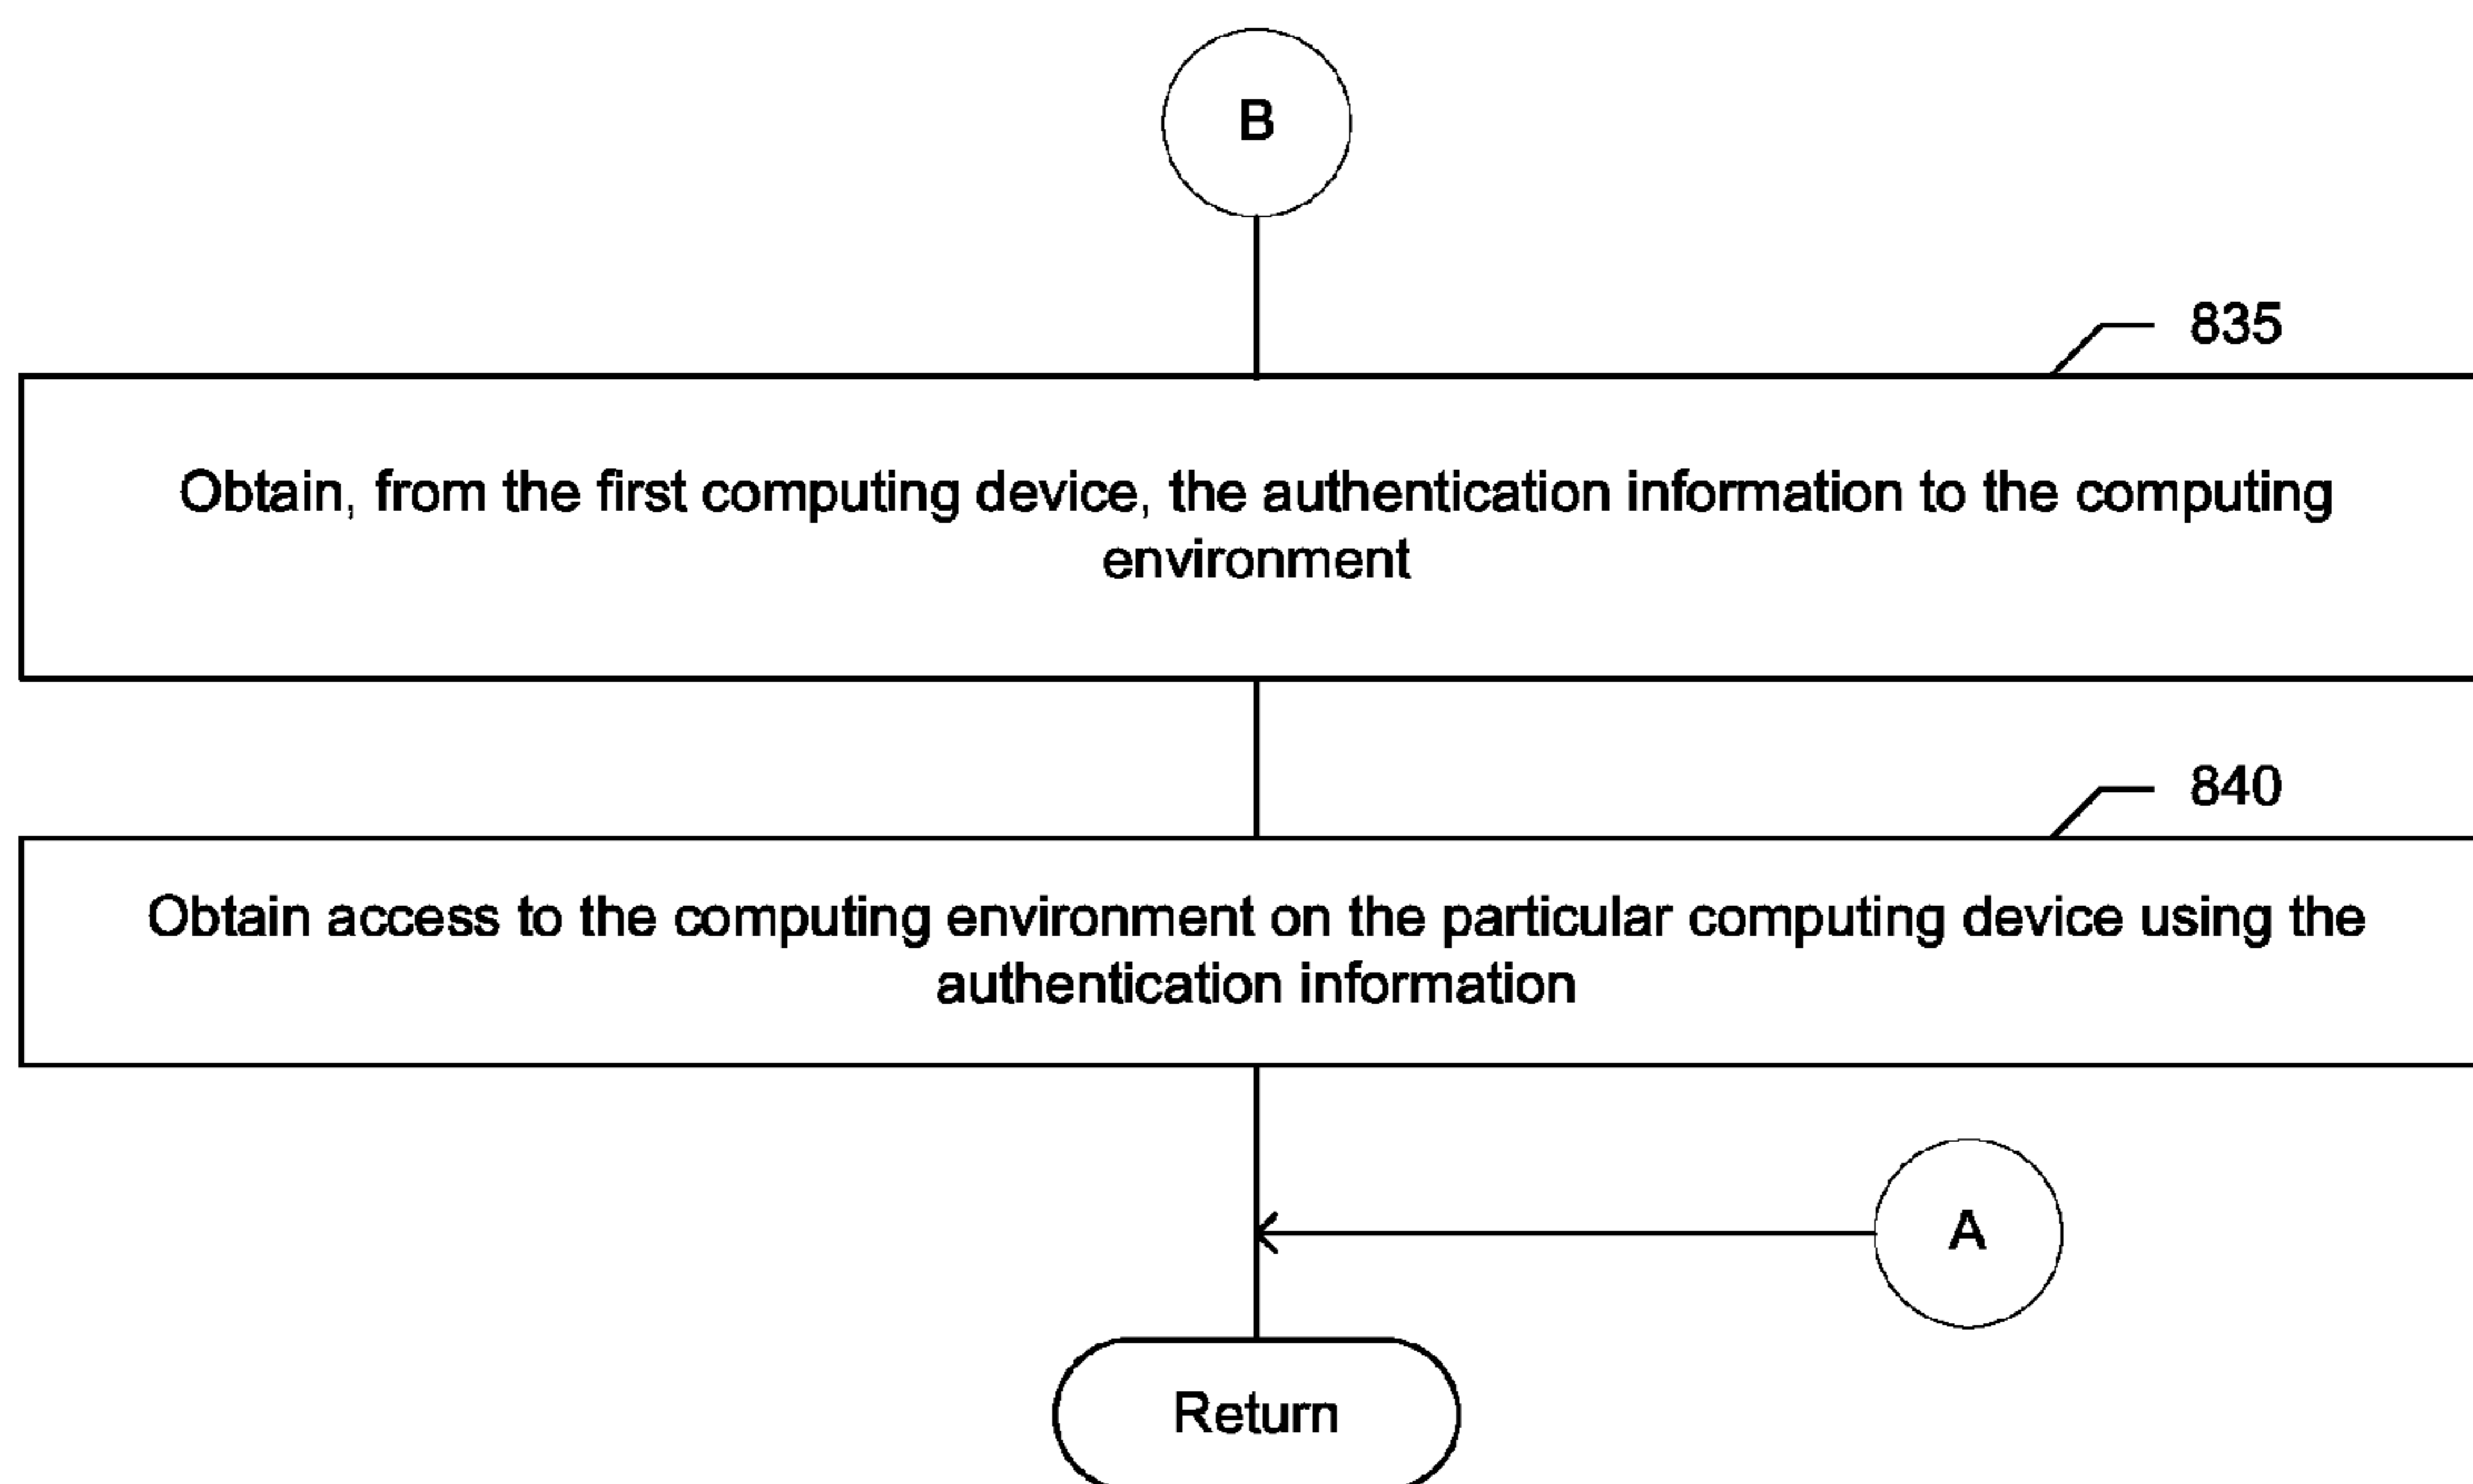 B
835
Obtain, from the first computing device, the authentication information to the computing
environment
840
Obtain access to the computing environment on the particular computing device using the
authentication information
A
Return